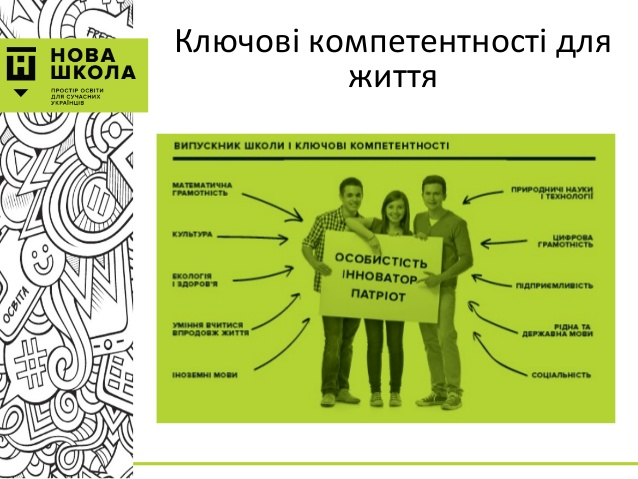 Ключові компетентності для
життя
НОВА
ШКОЛА
ПРОСТІР ОСВІТИ
ДЛЯ СУЧАСНИХ
УКРАЇНЦІВ
ОСВІТА
ВИПУСКНИК ШКОЛИ І КЛЮЧОВІ КОМПЕТЕНТНОСТІ
МАТЕМАТИЧНА
ГРАМОТНІСТЬ
КУЛЬТУРА
ЕКОЛОГІЯ
І ЗДОРОВ'Я
УМІННЯ ВЧИТИСЯ
ВПРОДОВЖ ЖИТТЯ
ІНОЗЕМНІ МОВИ
ОСОБИСТІСТЬ
ІННОВАТОР
ПАТРІОТ
ПРИРОДНИЧІ НАУКИ
І ТЕХНОЛОГІЇ
ЦИФРОВА
ГРАМОТНІСТЬ
ПІДПРИЄМЛИВІСТЬ
РІДНА ТА
ДЕРЖАВНА МОВИ
СОЦІАЛЬНІСТЬ